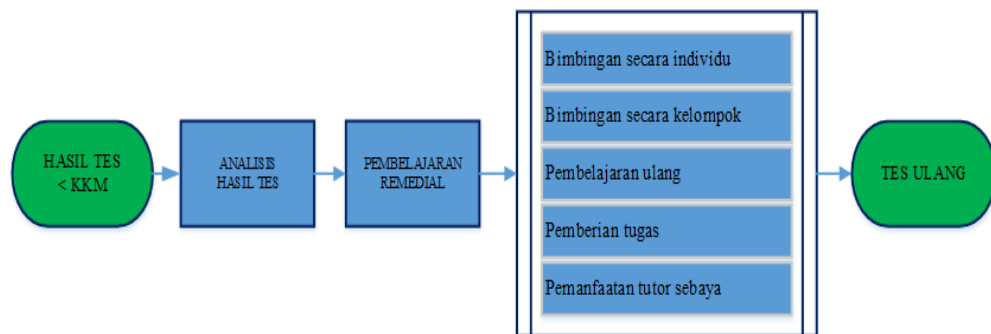 HASIL TES
< KKM
ANALISIS
HASIL TES
PEMBELAJARAN
REMEDIAL
Bimbingan secara individu
Bimbingan secara kelompok
Pembelajaran ulang
Pemberian tugas
Pemanfaatan tutor sebaya
TES ULANG